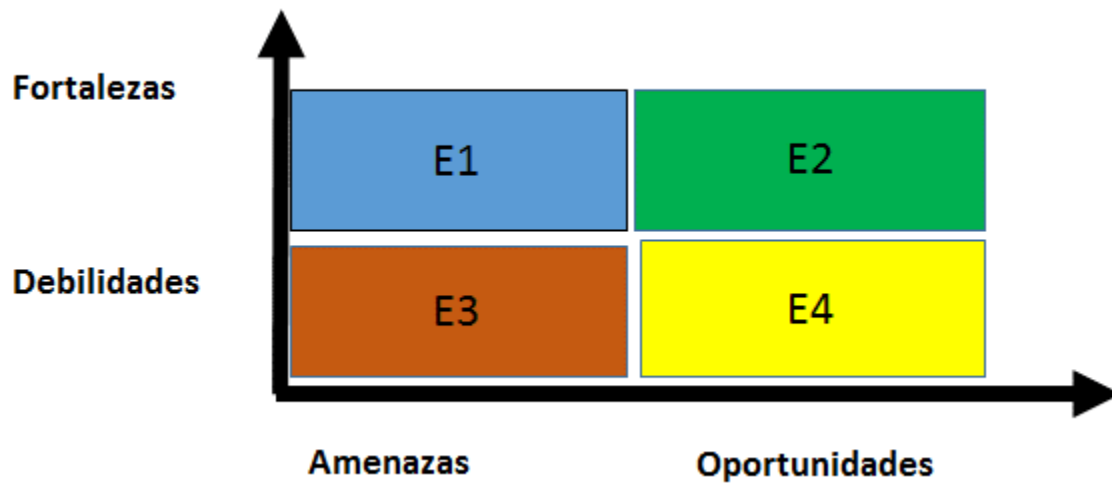 Fortalezas
E1
E2
Debilidades
E3
E4
Amenazas
Oportunidades